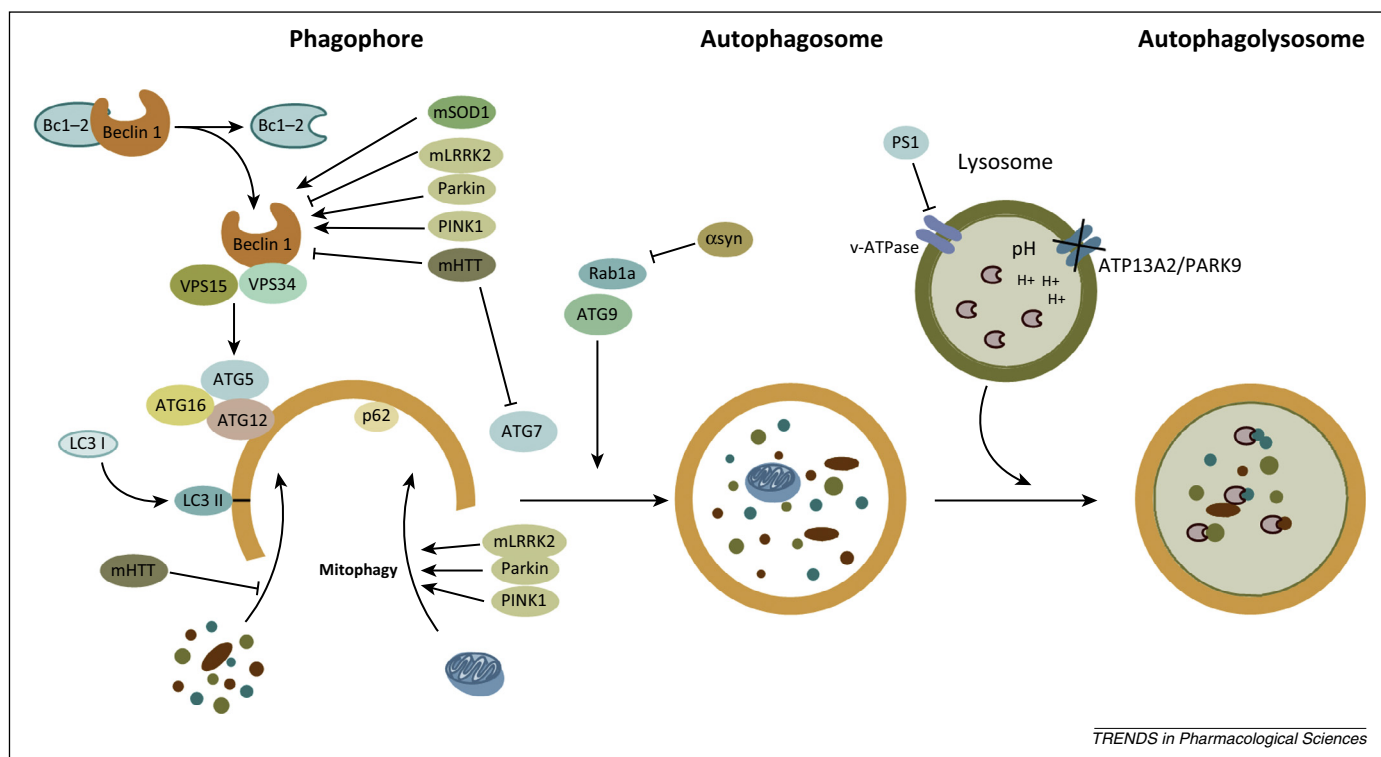 Phagophore
Autophagosome
Autophagolysosome
Bc1–2
Beclin 1
Bc1–2
mSOD1
mLRRK2
Parkin
PINK1
mHTT
Beclin 1
VPS15
VPS34
PS1
Lysosome
v-ATPase
pH
H+ H+
H+
ATP13A2/PARK9
αsyn
Rab1a
ATG9
ATG5
ATG16
ATG12
p62
ATG7
LC3 I
LC3 II
mHTT
Mitophagy
mLRRK2
Parkin
PINK1
TRENDS in Pharmacological Sciences